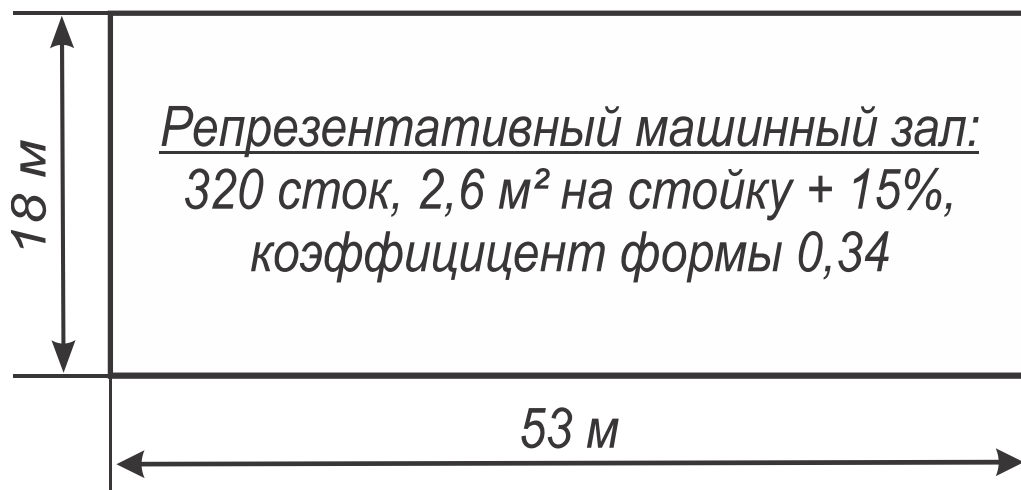 18 м
Репрезентативный машинный зал:
320 сток, 2,6 м² на стойку + 15%,
коэффицицент формы 0,34
53 м